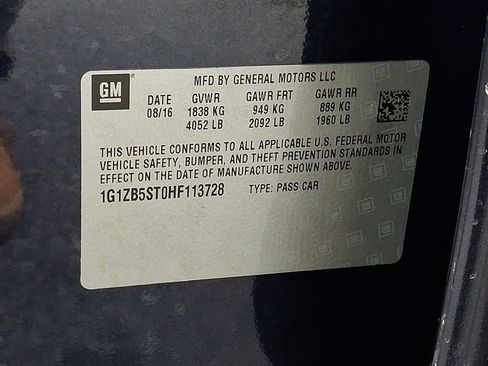 GM
MFD BY GENERAL MOTORS LLC
DATE GVWR GAWR FRT GAWR RR
08/16 1838 KG 949 KG 889 KG
4052 LB 2092 LB 1960 LB
THIS VEHICLE CONFORMS TO ALL APPLICABLE U.S. FEDERAL MOTOR
VEHICLE SAFETY, BUMPER, AND THEFT PREVENTION STANDARDS IN
EFFECT ON THE DATE OF MANUFACTURE SHOWN ABOVE.
1G1ZB5ST0HF113728 TYPE: PASS CAR